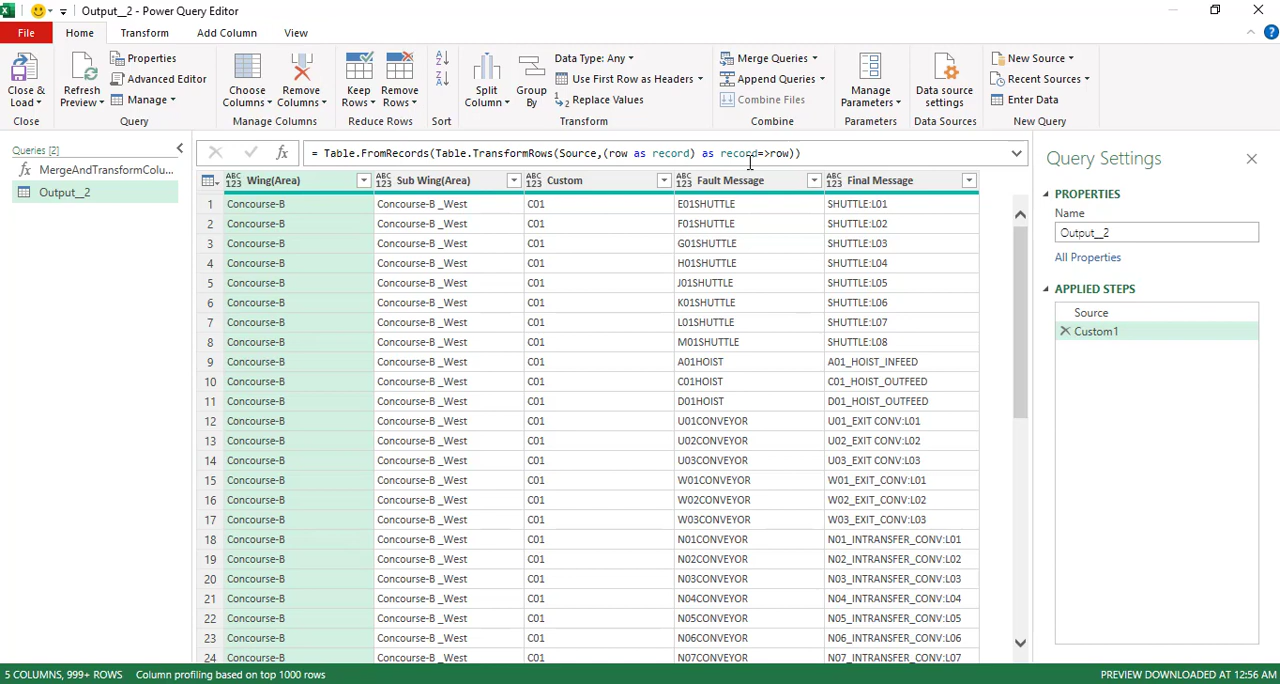 Output__2 - Power Query Editor
File Home Transform Add Column View
Close & Load Refresh Preview Properties Advanced Editor Manage Choose Columns Remove Columns Keep Rows Remove Rows Split Column Group By Data Type: Any Use First Row as Headers Replace Values Merge Queries Append Queries Combine Files Manage Parameters Data source settings New Source Recent Sources Enter Data
Close Query Manage Columns Reduce Rows Sort Transform Combine Parameters Data Sources New Query
Queries [2]
MergeAndTransformColu...
Output__2
= Table.FromRecords(Table.TransformRows(Source,(row as record) as record=>row))
ABC 123 Wing(Area) ABC 123 Sub Wing(Area) ABC 123 Custom ABC 123 Fault Message ABC 123 Final Message
1 Concourse-B Concourse-B _West C01 E01SHUTTLE SHUTTLE:L01
2 Concourse-B Concourse-B _West C01 F01SHUTTLE SHUTTLE:L02
3 Concourse-B Concourse-B _West C01 G01SHUTTLE SHUTTLE:L03
4 Concourse-B Concourse-B _West C01 H01SHUTTLE SHUTTLE:L04
5 Concourse-B Concourse-B _West C01 J01SHUTTLE SHUTTLE:L05
6 Concourse-B Concourse-B _West C01 K01SHUTTLE SHUTTLE:L06
7 Concourse-B Concourse-B _West C01 L01SHUTTLE SHUTTLE:L07
8 Concourse-B Concourse-B _West C01 M01SHUTTLE SHUTTLE:L08
9 Concourse-B Concourse-B _West C01 A01HOIST A01_HOIST_INFEED
10 Concourse-B Concourse-B _West C01 C01HOIST C01_HOIST_OUTFEED
11 Concourse-B Concourse-B _West C01 D01HOIST D01_HOIST_OUTFEED
12 Concourse-B Concourse-B _West C01 U01CONVEYOR U01_EXIT CONV:L01
13 Concourse-B Concourse-B _West C01 U02CONVEYOR U02_EXIT CONV:L02
14 Concourse-B Concourse-B _West C01 U03CONVEYOR U03_EXIT CONV:L03
15 Concourse-B Concourse-B _West C01 W01CONVEYOR W01_EXIT_CONV:L01
16 Concourse-B Concourse-B _West C01 W02CONVEYOR W02_EXIT_CONV:L02
17 Concourse-B Concourse-B _West C01 W03CONVEYOR W03_EXIT_CONV:L03
18 Concourse-B Concourse-B _West C01 N01CONVEYOR N01_INTRANSFER_CONV:L01
19 Concourse-B Concourse-B _West C01 N02CONVEYOR N02_INTRANSFER_CONV:L02
20 Concourse-B Concourse-B _West C01 N03CONVEYOR N03_INTRANSFER_CONV:L03
21 Concourse-B Concourse-B _West C01 N04CONVEYOR N04_INTRANSFER_CONV:L04
22 Concourse-B Concourse-B _West C01 N05CONVEYOR N05_INTRANSFER_CONV:L05
23 Concourse-B Concourse-B _West C01 N06CONVEYOR N06_INTRANSFER_CONV:L06
24 Concourse-B Concourse-B _West C01 N07CONVEYOR N07_INTRANSFER_CONV:L07
Query Settings
PROPERTIES
Name
Output__2
All Properties
APPLIED STEPS
Source
Custom1
5 COLUMNS, 999+ ROWS Column profiling based on top 1000 rows PREVIEW DOWNLOADED AT 12:56 AM